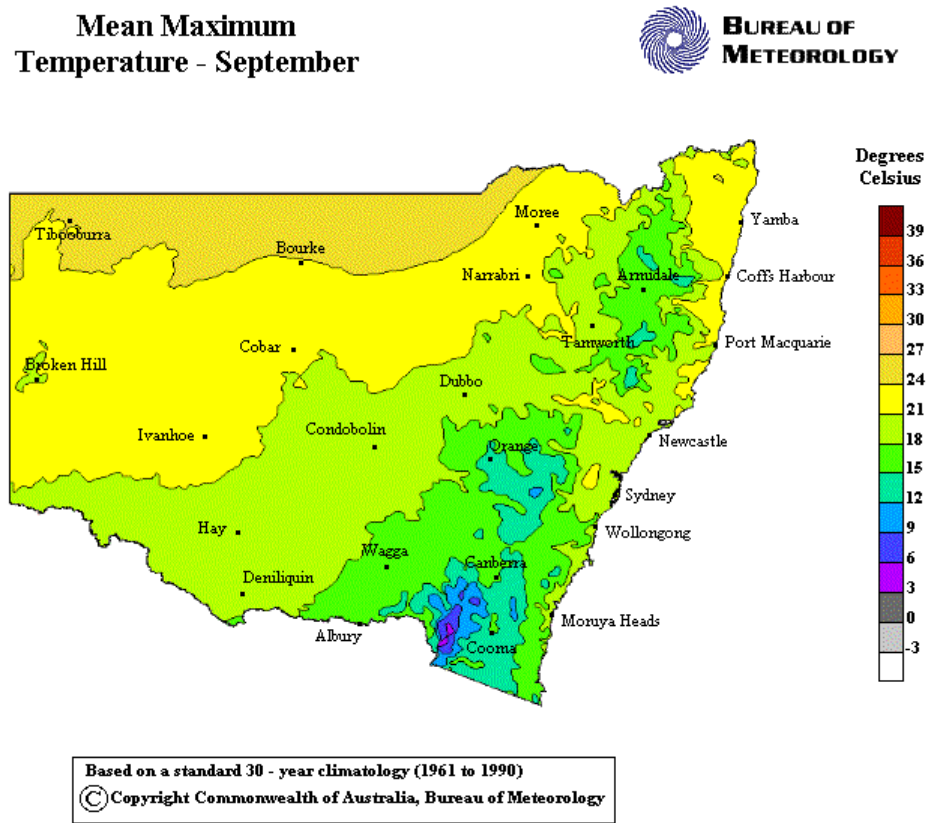 Mean Maximum
Temperature - September
BUREAU OF
METEOROLOGY
Degrees
Celsius
39
36
33
30
27
24
21
18
15
12
9
6
3
0
-3
Tibooburra
Bourke
Moree
Yamba
Narrabri
Armidale
Coffs Harbour
Broken Hill
Cobar
Tamworth
Port Macquarie
Dubbo
Ivanhoe
Condobolin
Orange
Newcastle
Sydney
Hay
Wollongong
Wagga
Canberra
Deniliquin
Albury
Cooma
Moruya Heads
Based on a standard 30 - year climatology (1961 to 1990)
© Copyright Commonwealth of Australia, Bureau of Meteorology